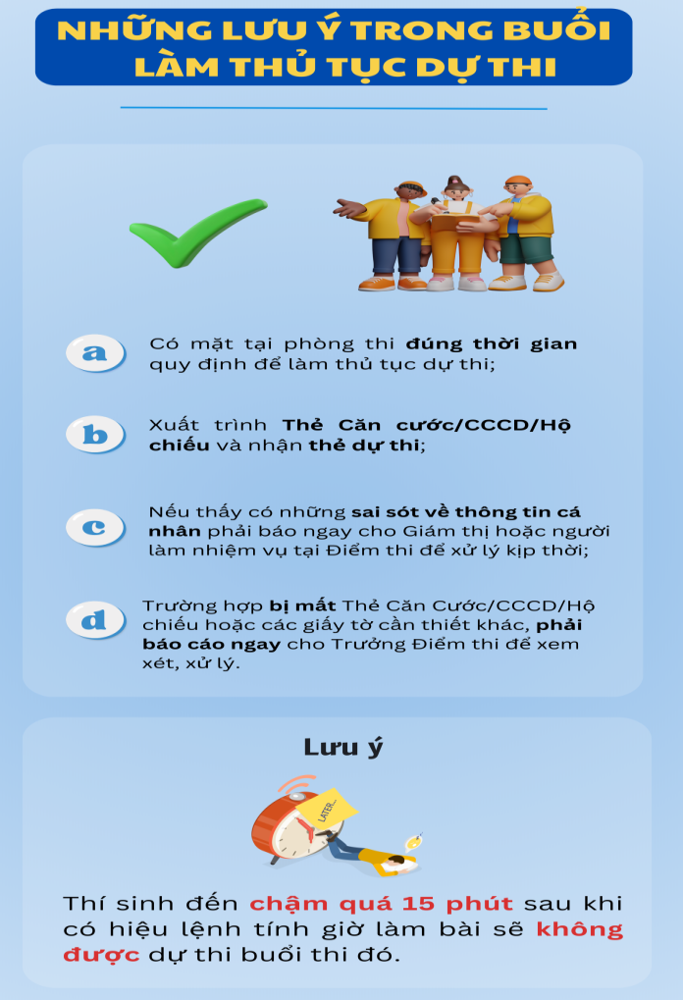 NHỮNG LƯU Ý TRONG BUỔI
LÀM THỦ TỤC DỰ THI
a
Có mặt tại phòng thi đúng thời gian
quy định để làm thủ tục dự thi;
b
Xuất trình Thẻ Căn cước/CCCD/Hộ
chiếu và nhận thẻ dự thi;
c
Nếu thấy có những sai sót về thông tin cá
nhân phải báo ngay cho Giám thị hoặc người
làm nhiệm vụ tại Điểm thi để xử lý kịp thời;
d
Trường hợp bị mất Thẻ Căn Cước/CCCD/Hộ
chiếu hoặc các giấy tờ cần thiết khác, phải
báo cáo ngay cho Trưởng Điểm thi để xem
xét, xử lý.
Lưu ý
LATER...
Thí sinh đến chậm quá 15 phút sau khi
có hiệu lệnh tính giờ làm bài sẽ không
được dự thi buổi thi đó.